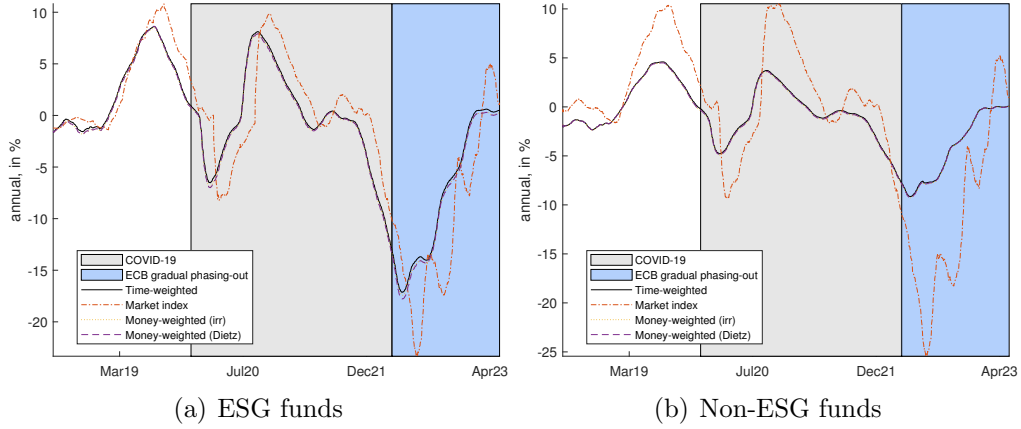 10
5
0
-5
-10
-15
-20
annual, in %
COVID-19
ECB gradual phasing-out
Time-weighted
Market index
Money-weighted (irr)
Money-weighted (Dietz)
Mar19
Jul20
Dec21
Apr23
(a) ESG funds
10
5
0
-5
-10
-15
-20
-25
annual, in %
COVID-19
ECB gradual phasing-out
Time-weighted
Market index
Money-weighted (irr)
Money-weighted (Dietz)
Mar19
Jul20
Dec21
Apr23
(b) Non-ESG funds